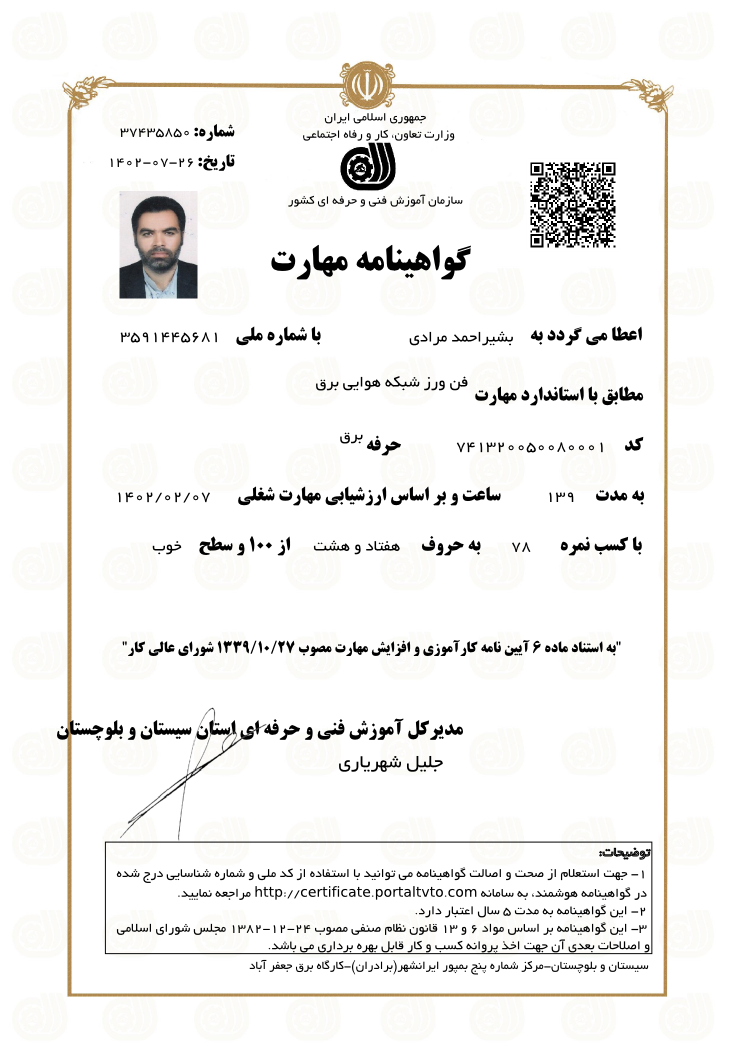 جمهوری اسلامی ایران
وزارت تعاون، کار و رفاه اجتماعی
سازمان آموزش فنی و حرفه ای کشور
شماره: ۳۷۴۳۵۸۵۰
تاریخ: ۱۴۰۲-۰۷-۲۶
گواهینامه مهارت
اعطا می گردد به بشیراحمد مرادی با شماره ملی ۳۵۹۱۴۴۵۶۸۱
مطابق با استاندارد مهارت فن ورز شبکه هوایی برق
کد ۷۴۱۳۲۰۰۵۰۰۸۰۰۰۱ حرفه برق
به مدت ۱۳۹ ساعت و بر اساس ارزشیابی مهارت شغلی ۱۴۰۲/۰۲/۰۷
با کسب نمره ۷۸ به حروف هفتاد و هشت از ۱۰۰ و سطح خوب
"به استناد ماده ۶ آیین نامه کارآموزی و افزایش مهارت مصوب ۱۳۳۹/۱۰/۲۷ شورای عالی کار"
مدیرکل آموزش فنی و حرفه ای استان سیستان و بلوچستان
جلیل شهریاری
توضیحات:
۱- جهت استعلام از صحت و اصالت گواهینامه می توانید با استفاده از کد ملی و شماره شناسایی درج شده
در گواهینامه هوشمند، به سامانه http://certificate.portaltvto.com مراجعه نمایید.
۲- این گواهینامه به مدت ۵ سال اعتبار دارد.
۳- این گواهینامه بر اساس مواد ۶ و ۱۳ قانون نظام صنفی مصوب ۲۴-۱۲-۱۳۸۲ مجلس شورای اسلامی
و اصلاحات بعدی آن جهت اخذ پروانه کسب و کار قابل بهره برداری می باشد.
سیستان و بلوچستان-مرکز شماره پنج بمپور ایرانشهر(برادران)-کارگاه برق جعفر آباد